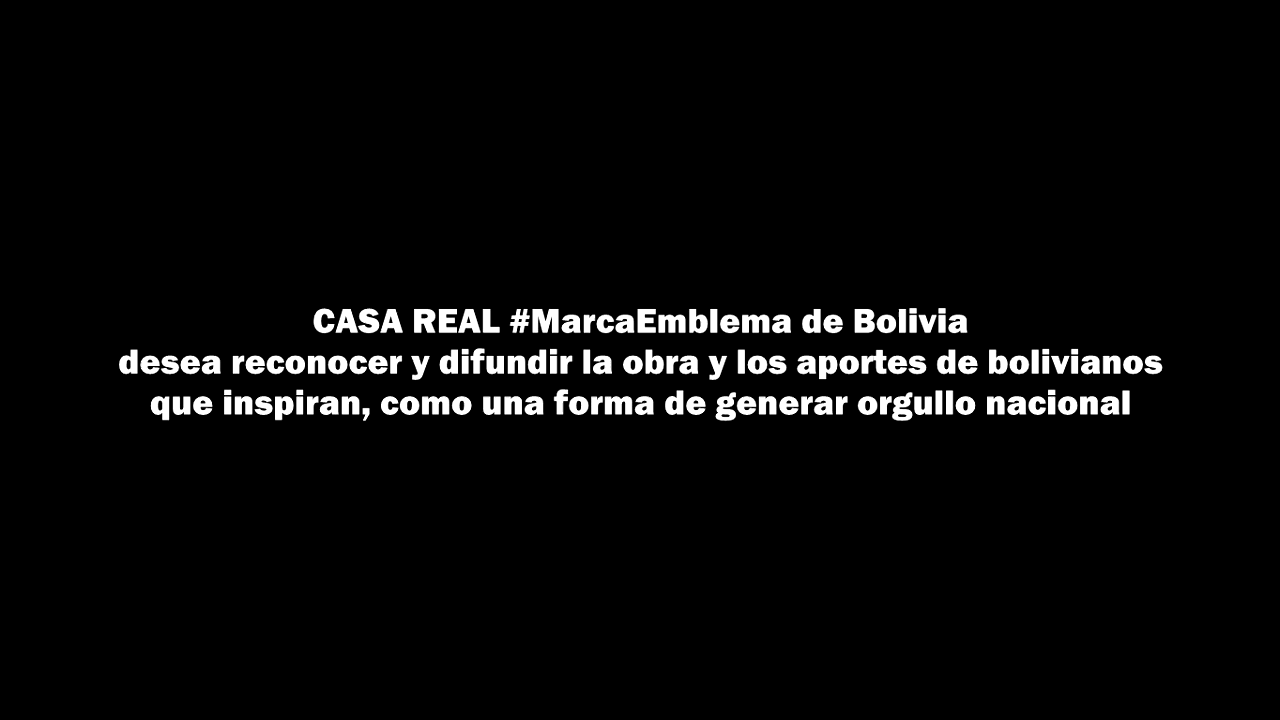 CASA REAL #MarcaEmblema de Bolivia
desea reconocer y difundir la obra y los aportes de bolivianos
que inspiran, como una forma de generar orgullo nacional